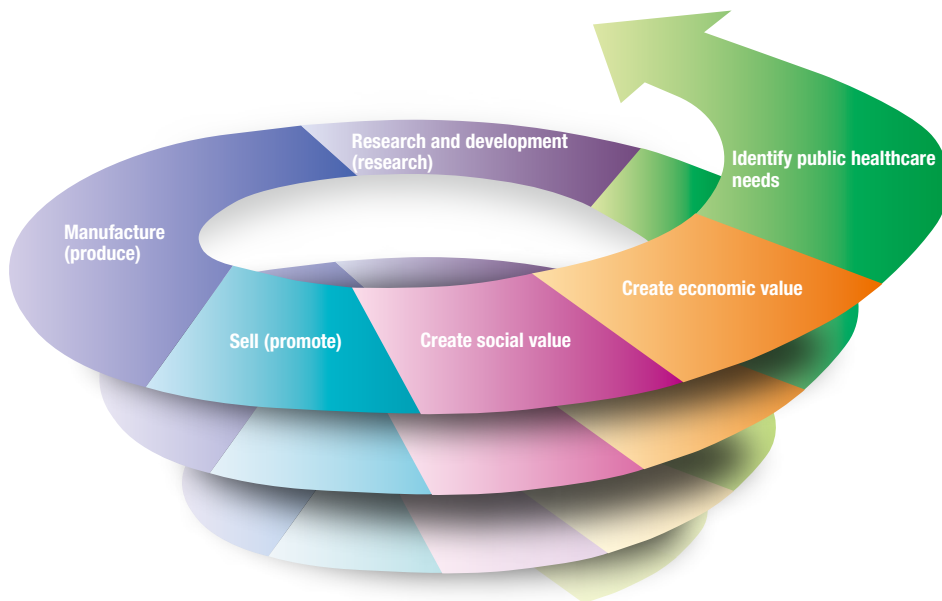 Research and development
(research)
Identify public healthcare
needs
Manufacture
(produce)
Create economic value
Sell (promote)
Create social value